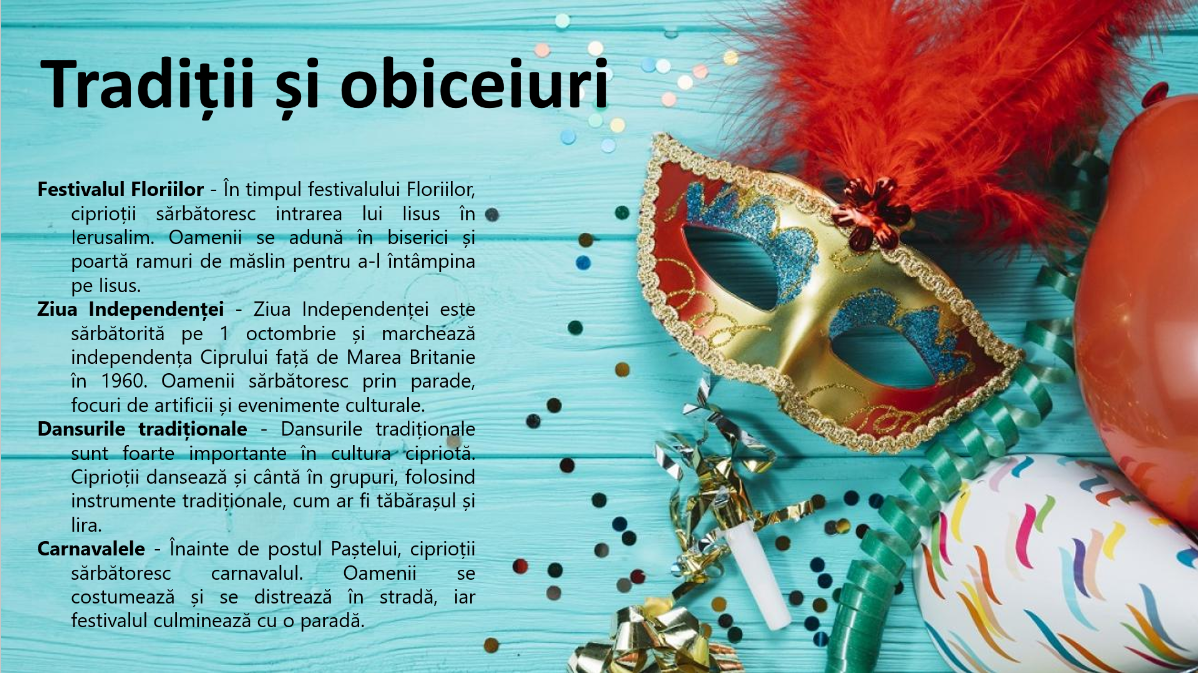 Tradiții și obiceiuri
Festivalul Floriilor - În timpul festivalului Floriilor,
ciprioții sărbătoresc intrarea lui Iisus în
Ierusalim. Oamenii se adună în biserici și
poartă ramuri de măslin pentru a-l întâmpina
pe Iisus.
Ziua Independenței - Ziua Independenței este
sărbătorită pe 1 octombrie și marchează
independența Ciprului față de Marea Britanie
în 1960. Oamenii sărbătoresc prin parade,
focuri de artificii și evenimente culturale.
Dansurile tradiționale - Dansurile tradiționale
sunt foarte importante în cultura cipriotă.
Ciprioții dansează și cântă în grupuri, folosind
instrumente tradiționale, cum ar fi tăbărașul și
lira.
Carnavalele - Înainte de postul Paștelui, ciprioții
sărbătoresc carnavalul. Oamenii se
costumează și se distrează în stradă, iar
festivalul culminează cu o paradă.